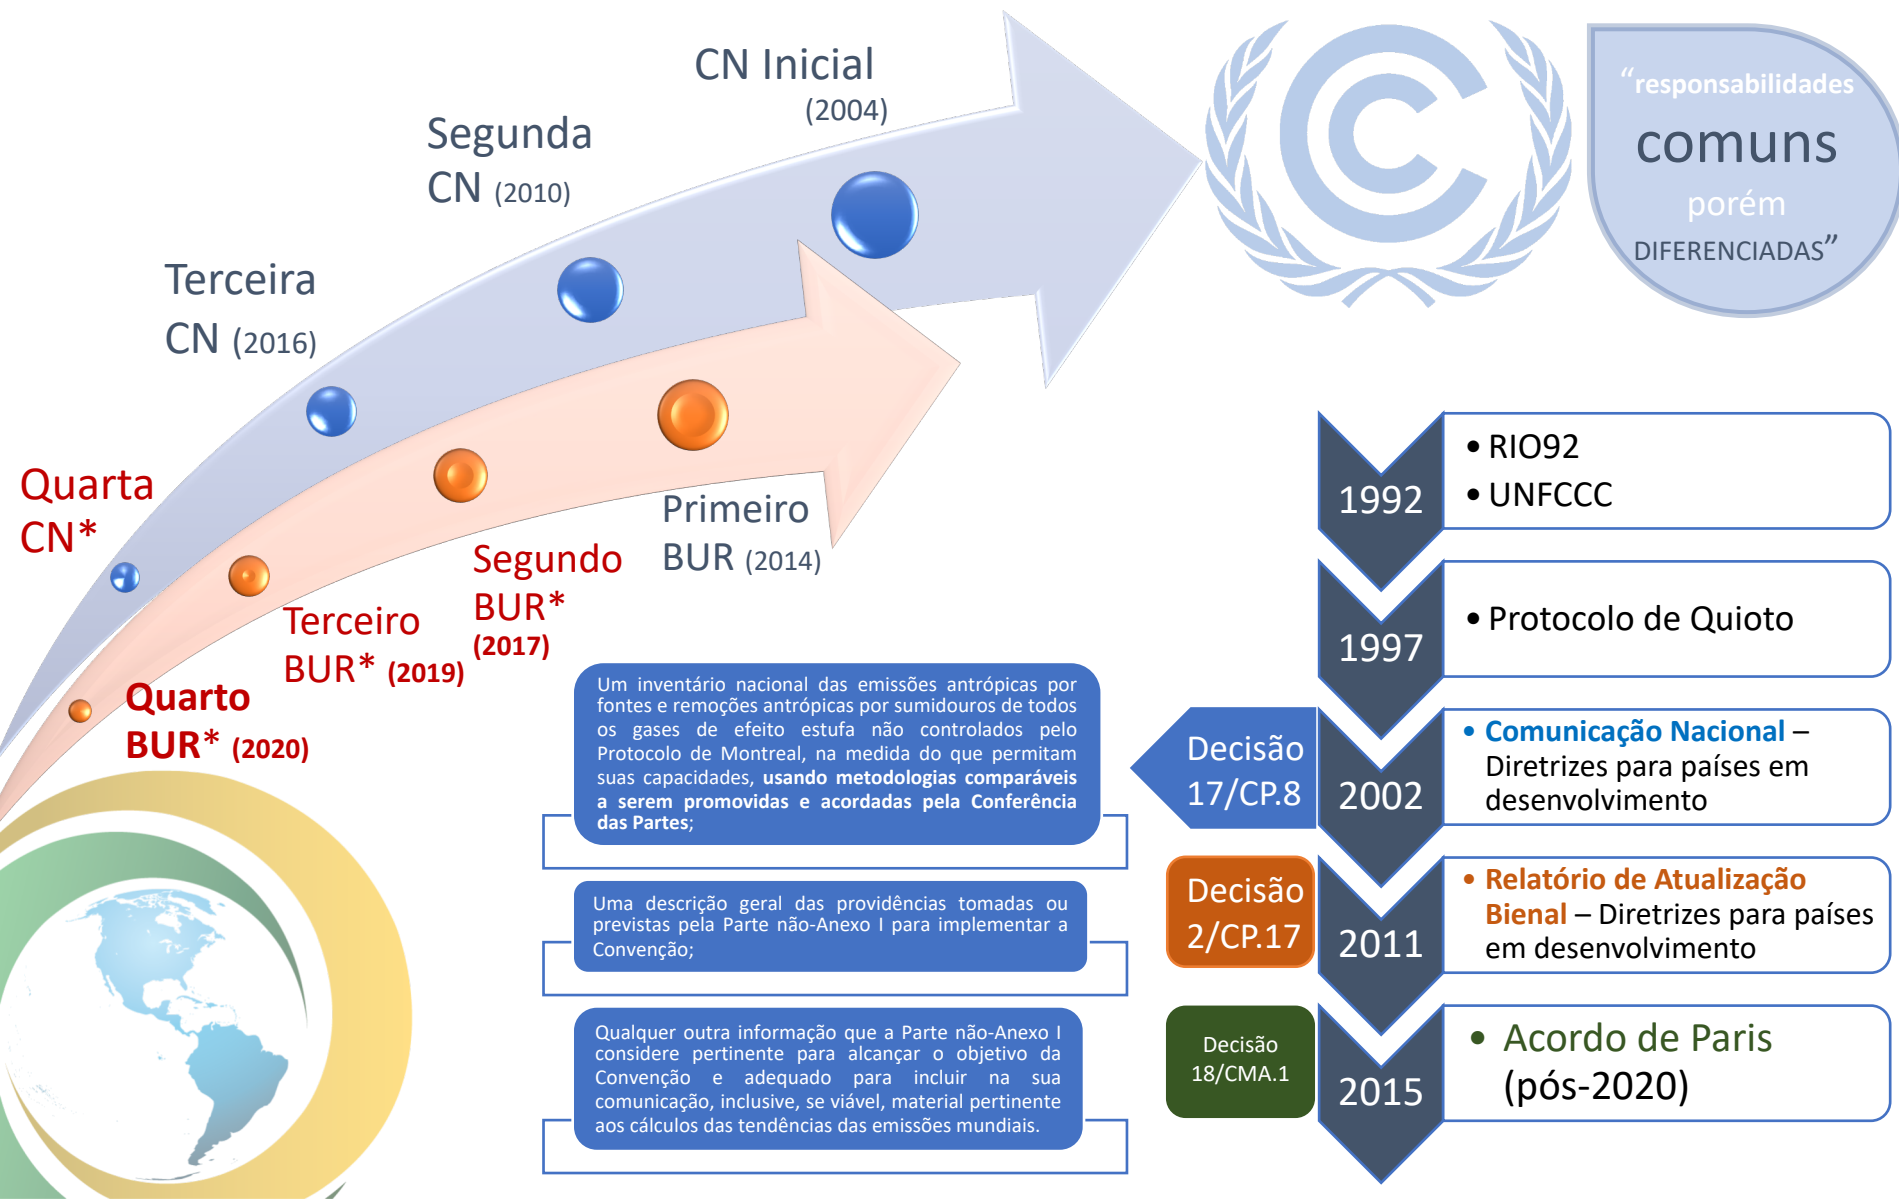 CN Inicial
(2004)
Segunda
CN (2010)
Terceira
CN (2016)
Quarta
CN*
Primeiro
BUR (2014)
Segundo
BUR*
(2017)
Terceiro
BUR* (2019)
Quarto
BUR* (2020)
“responsabilidades
comuns
porém
DIFERENCIADAS”
1992
• RIO92
• UNFCCC
1997
• Protocolo de Quioto
Decisão
17/CP.8
2002
• Comunicação Nacional –
Diretrizes para países em
desenvolvimento
Decisão
2/CP.17
2011
• Relatório de Atualização
Bienal – Diretrizes para países
em desenvolvimento
Decisão
18/CMA.1
2015
• Acordo de Paris
(pós-2020)
Um inventário nacional das emissões antrópicas por
fontes e remoções antrópicas por sumidouros de todos
os gases de efeito estufa não controlados pelo
Protocolo de Montreal, na medida do que permitam
suas capacidades, usando metodologias comparáveis
a serem promovidas e acordadas pela Conferência
das Partes;
Uma descrição geral das providências tomadas ou
previstas pela Parte não-Anexo I para implementar a
Convenção;
Qualquer outra informação que a Parte não-Anexo I
considere pertinente para alcançar o objetivo da
Convenção e adequado para incluir na sua
comunicação, inclusive, se viável, material pertinente
aos cálculos das tendências das emissões mundiais.